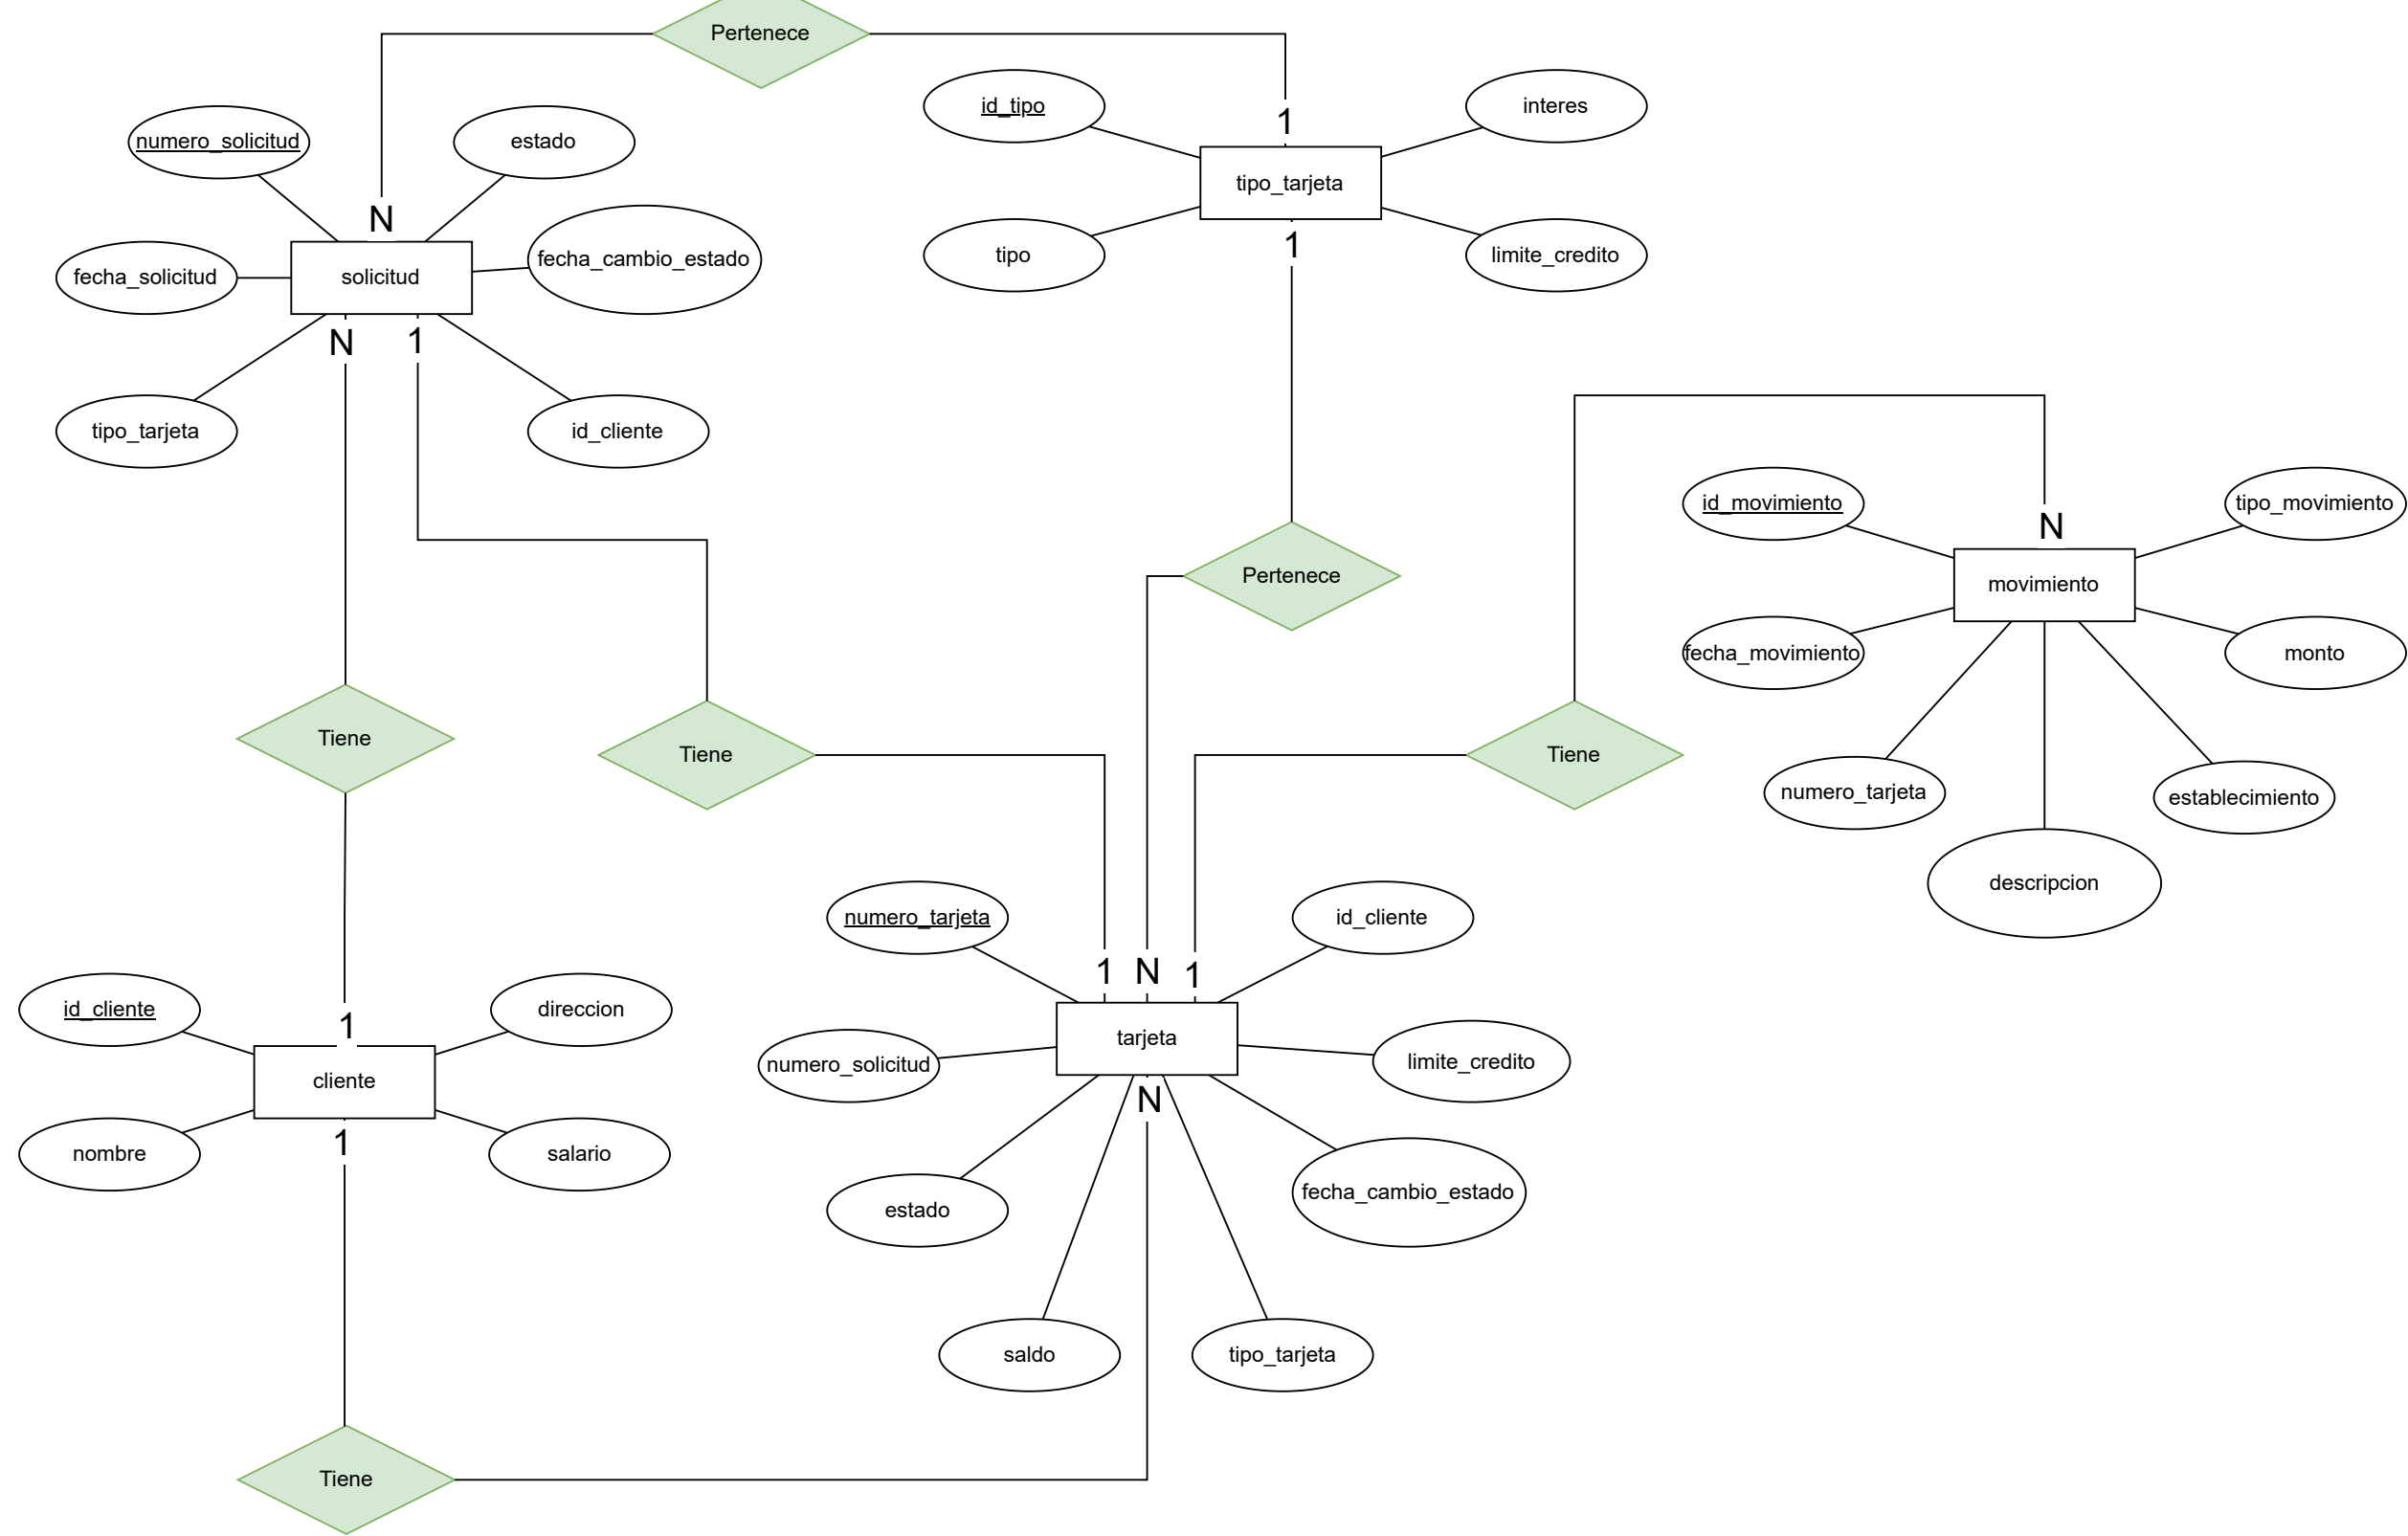 Pertenece
id_tipo
interes
1
numero_solicitud
estado
tipo_tarjeta
N
fecha_cambio_estado
tipo
1
limite_credito
fecha_solicitud
solicitud
N
1
tipo_tarjeta
id_cliente
id_movimiento
tipo_movimiento
N
Pertenece
movimiento
fecha_movimiento
monto
Tiene
Tiene
Tiene
numero_tarjeta
establecimiento
descripcion
numero_tarjeta
id_cliente
1
N
1
id_cliente
direccion
1
tarjeta
numero_solicitud
limite_credito
cliente
N
1
nombre
salario
estado
fecha_cambio_estado
saldo
tipo_tarjeta
Tiene